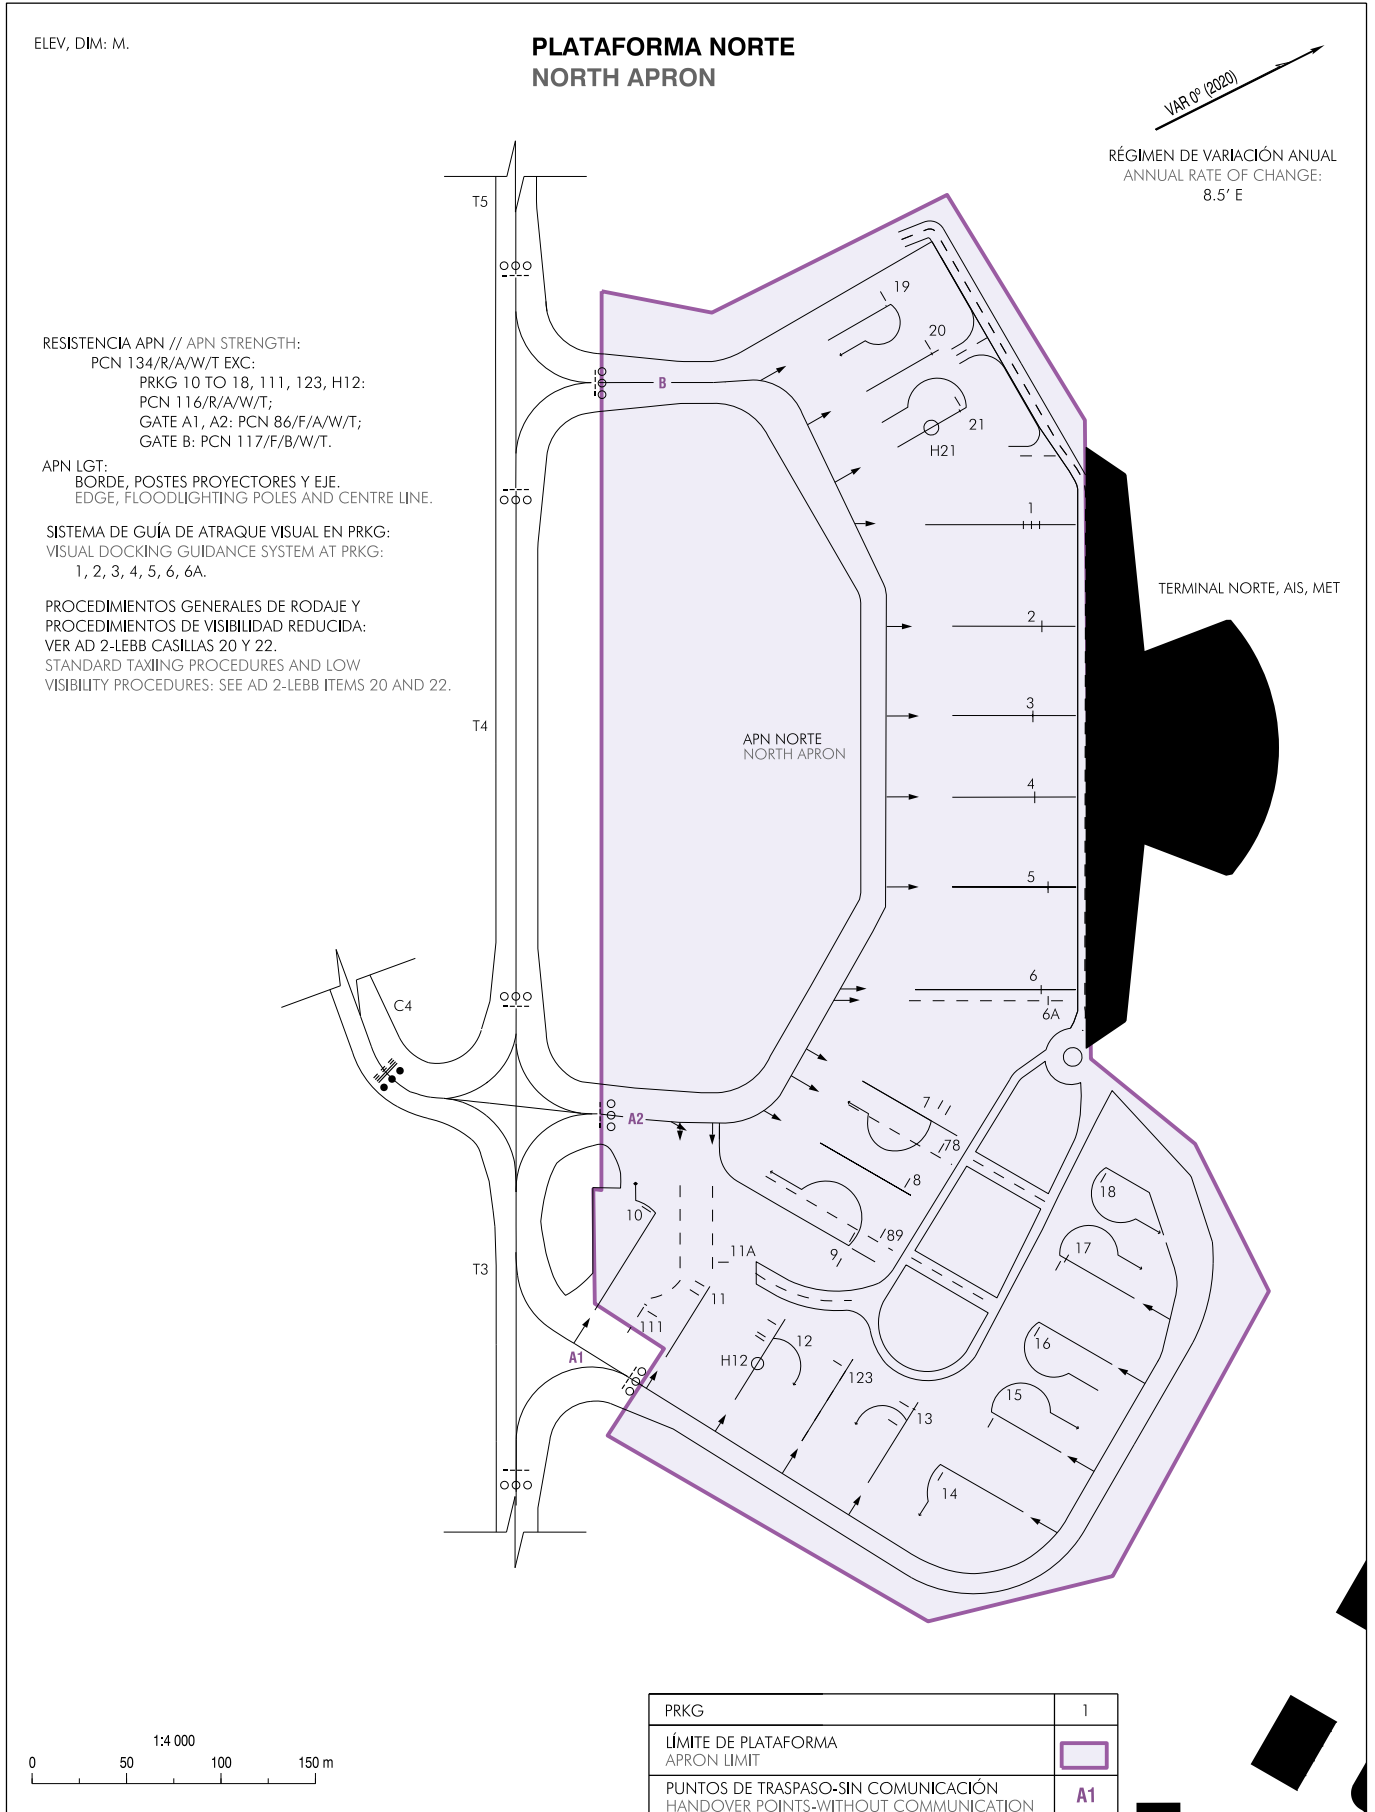 ELEV, DIM: M.
PLATAFORMA NORTE
NORTH APRON
VAR 0º (2020)
RÉGIMEN DE VARIACIÓN ANUAL
ANNUAL RATE OF CHANGE:
8.5' E
T5
RESISTENCIA APN // APN STRENGTH:
PCN 134/R/A/W/T EXC:
PRKG 10 TO 18, 111, 123, H12:
PCN 116/R/A/W/T;
GATE A1, A2: PCN 86/F/A/W/T;
GATE B: PCN 117/F/B/W/T.
APN LGT:
BORDE, POSTES PROYECTORES Y EJE.
EDGE, FLOODLIGHTING POLES AND CENTRE LINE.
SISTEMA DE GUÍA DE ATRAQUE VISUAL EN PRKG:
VISUAL DOCKING GUIDANCE SYSTEM AT PRKG:
1, 2, 3, 4, 5, 6, 6A.
PROCEDIMIENTOS GENERALES DE RODAJE Y
PROCEDIMIENTOS DE VISIBILIDAD REDUCIDA:
VER AD 2-LEBB CASILLAS 20 Y 22.
STANDARD TAXIING PROCEDURES AND LOW
VISIBILITY PROCEDURES: SEE AD 2-LEBB ITEMS 20 AND 22.
19
20
B
21
H21
1
TERMINAL NORTE, AIS, MET
2
3
T4
APN NORTE
NORTH APRON
4
5
6
C4
6A
7
A2
78
8
18
10
89
17
9
11A
T3
11
111
16
12
A1
H12
123
15
13
14
PRKG
1
LÍMITE DE PLATAFORMA
APRON LIMIT
PUNTOS DE TRASPASO-SIN COMUNICACIÓN
HANDOVER POINTS-WITHOUT COMMUNICATION
A1
1:4 000
0 50 100 150 m